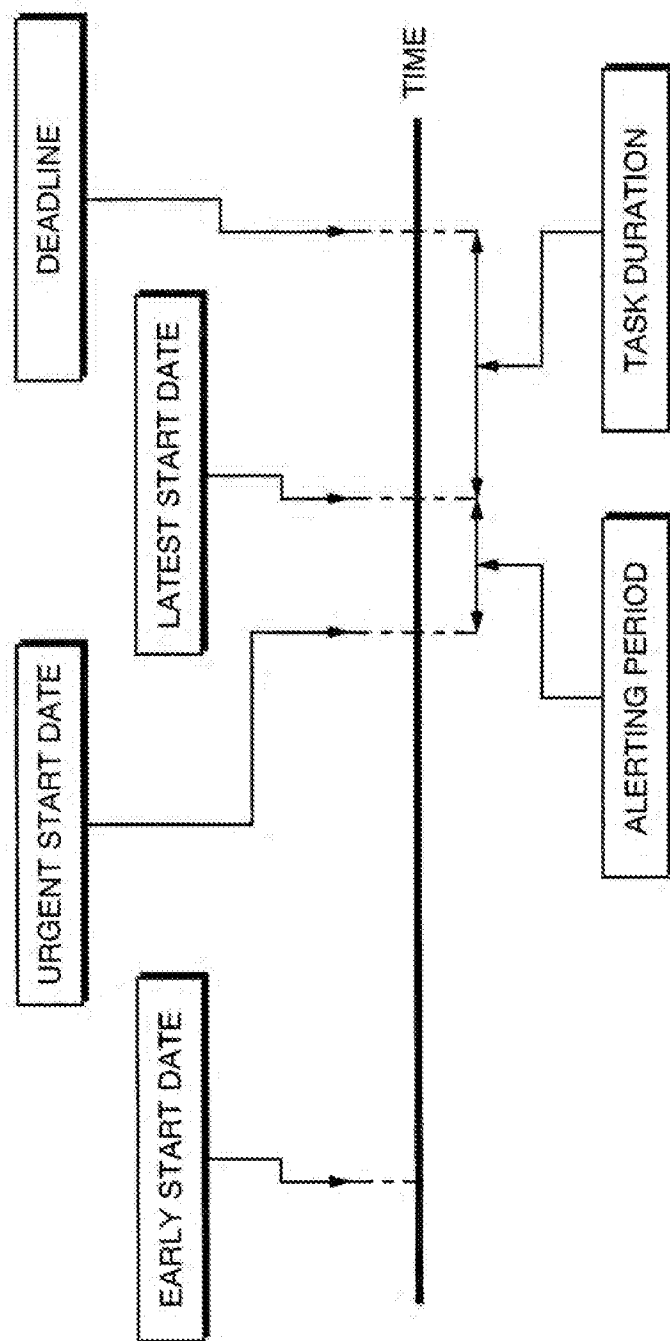 EARLY START DATE
URGENT START DATE
LATEST START DATE
DEADLINE
TIME
ALERTING PERIOD
TASK DURATION